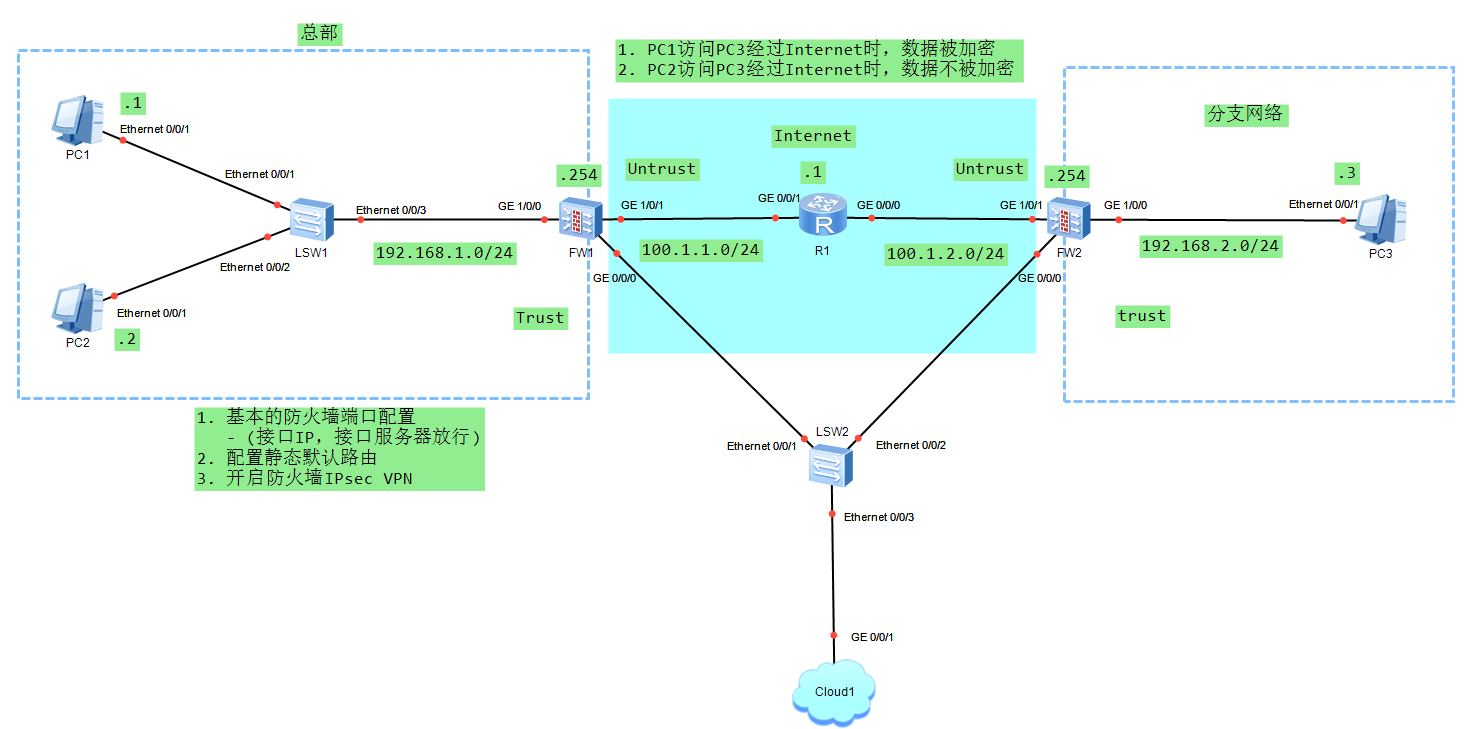 总部
1. PC1访问PC3经过Internet时，数据被加密
2. PC2访问PC3经过Internet时，数据不被加密
分支网络
.1
Ethernet 0/0/1
PC1
Ethernet 0/0/1
Ethernet 0/0/3
LSW1
Ethernet 0/0/2
192.168.1.0/24
PC2
Ethernet 0/0/1
.2
GE 1/0/0
.254
FW1
Trust
Untrust
GE 1/0/1
100.1.1.0/24
GE 0/0/0
Internet
.1
GE 0/0/1
GE 0/0/0
R
R1
Untrust
GE 1/0/1
100.1.2.0/24
GE 0/0/0
.254
FW2
GE 1/0/0
192.168.2.0/24
trust
.3
Ethernet 0/0/1
PC3
1. 基本的防火墙端口配置
- (接口IP，接口服务器放行)
2. 配置静态默认路由
3. 开启防火墙IPsec VPN
LSW2
Ethernet 0/0/1
Ethernet 0/0/2
Ethernet 0/0/3
GE 0/0/1
Cloud1